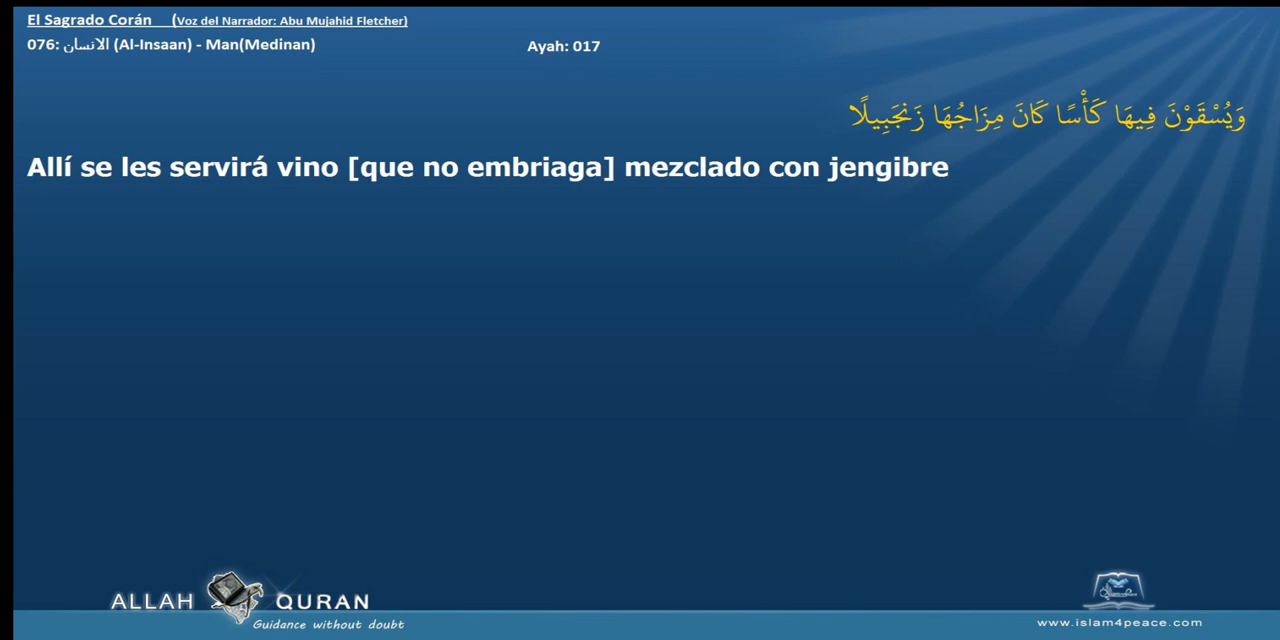 El Sagrado Corán (Voz del Narrador: Abu Mujahid Fletcher)
076: الانسان (Al-Insaan) - Man(Medinan) Ayah: 017
وَيُسْقَوْنَ فِيهَا كَأْسًا كَانَ مِزَاجُهَا زَنجَبِيلًا
Allí se les servirá vino [que no embriaga] mezclado con jengibre
ALLAH QURAN
Guidance without doubt
www.islam4peace.com